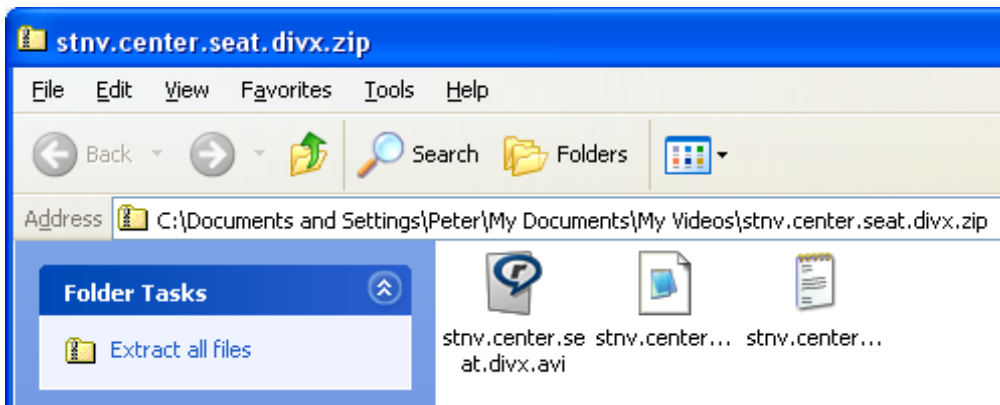 stnv.center.seat.divx.zip
File Edit View Favorites Tools Help
Back Search Folders
Address C:\Documents and Settings\Peter\My Documents\My Videos\stnv.center.seat.divx.zip
Folder Tasks
Extract all files
stnv.center.se stnv.center... stnv.center...
at.divx.avi